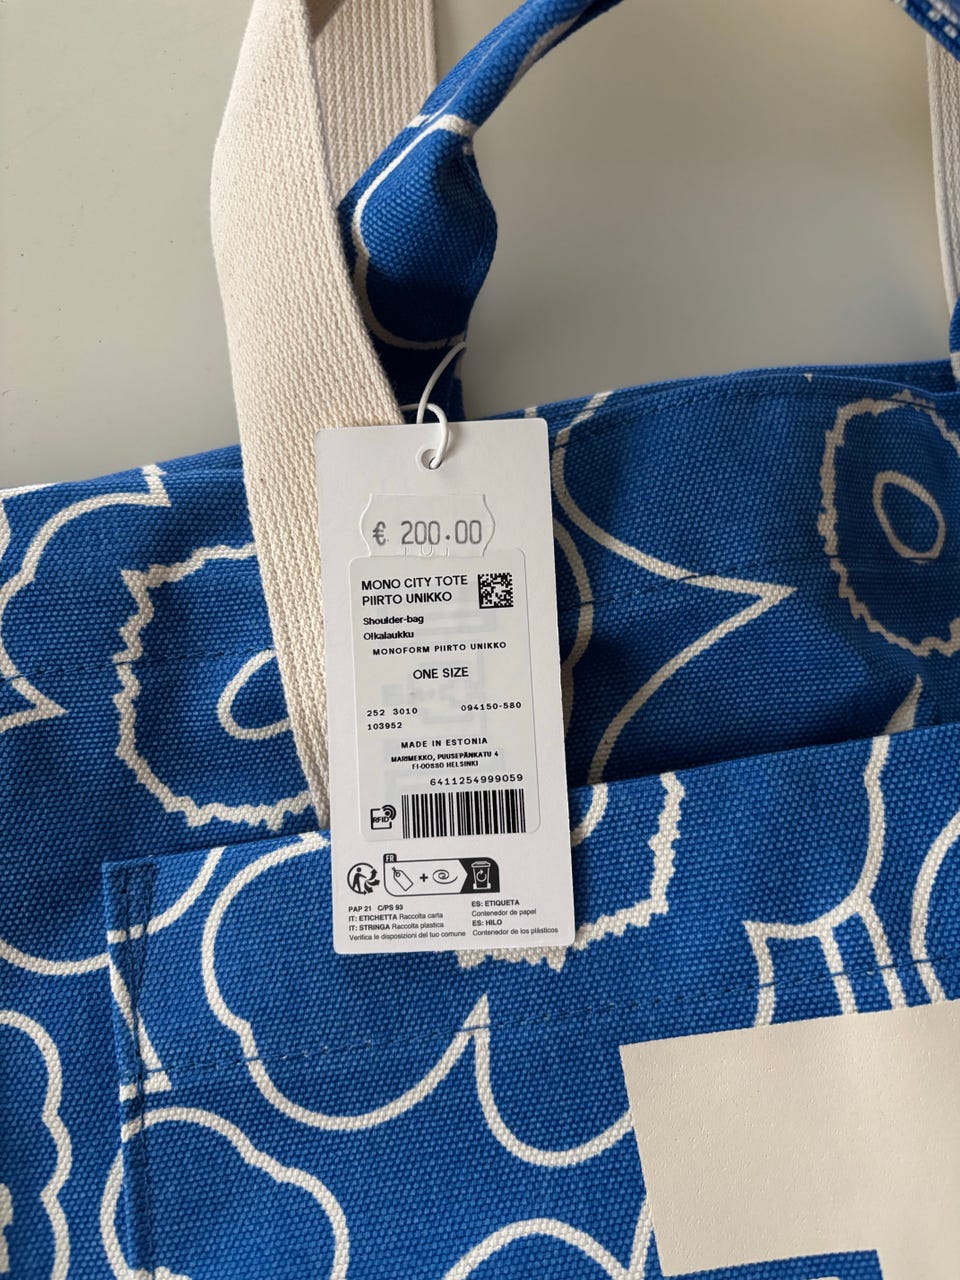 € 200.00
MONO CITY TOTE
PIIRTO UNIKKO
Shoulder-bag
Olkalaukku
MONOFORM PIIRTO UNIKKO
ONE SIZE
252 3010 094150-580
103952
MADE IN ESTONIA
MARIMEKKO, PUUSEPÄNKATU 4
FI-00880 HELSINKI
6411254999059
RFID
FR
+
PAP 21 C/PS 93
IT: ETICHETTA Raccolta carta
IT: STRINGA Raccolta plastica
Verifica le disposizioni del tuo comune
ES: ETIQUETA
Contenedor de papel
ES: HILO
Contenedor de los plásticos